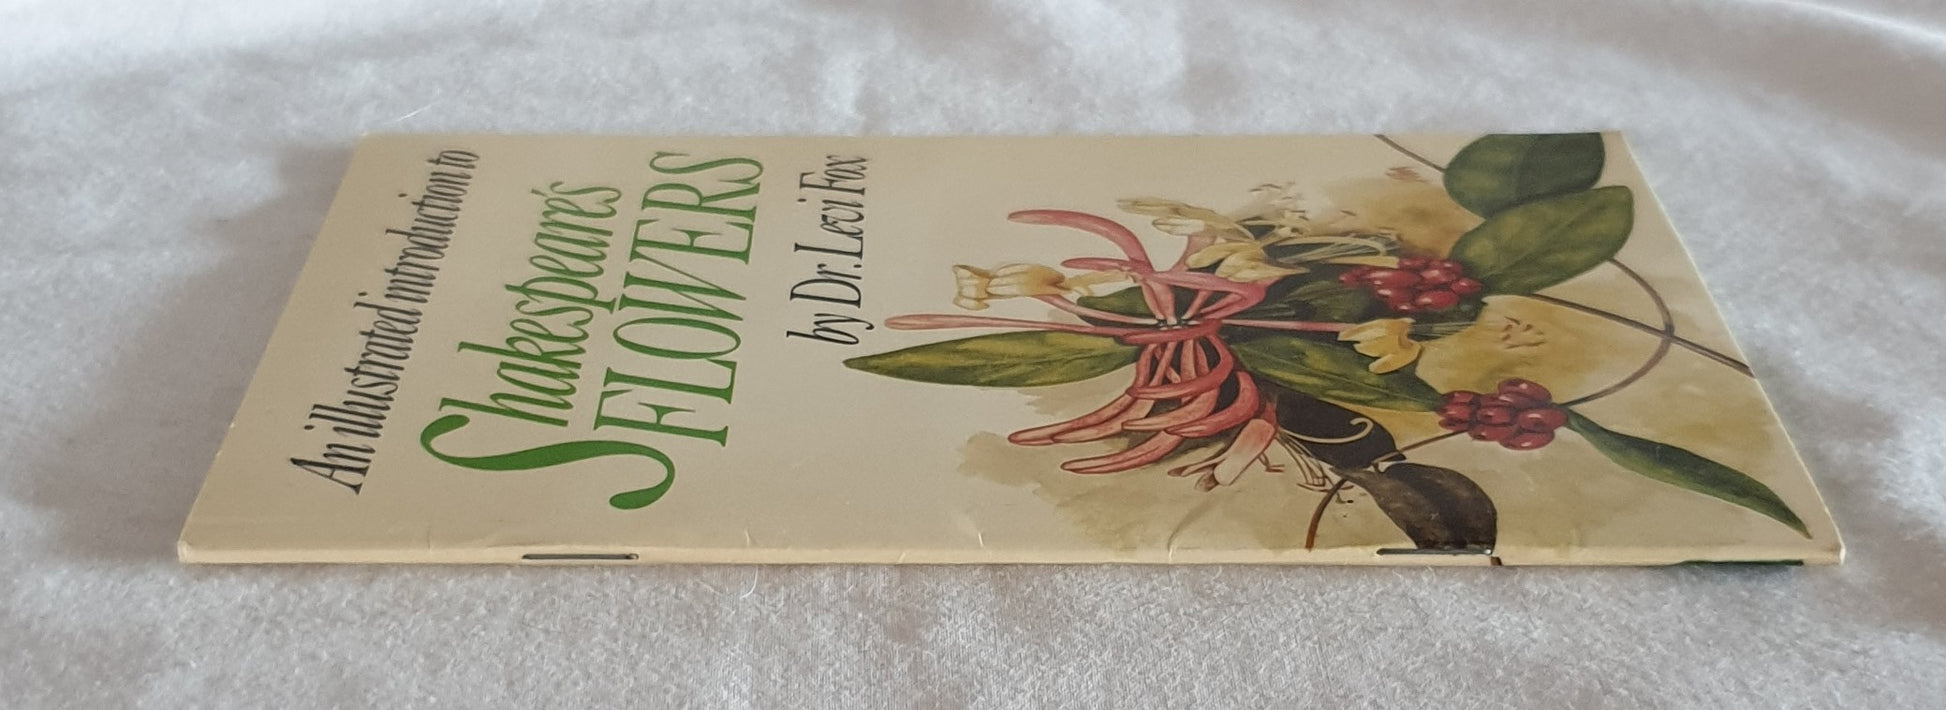 An illustrated introduction to
Shakespeare's
FLOWERS
by Dr. Levi Fox